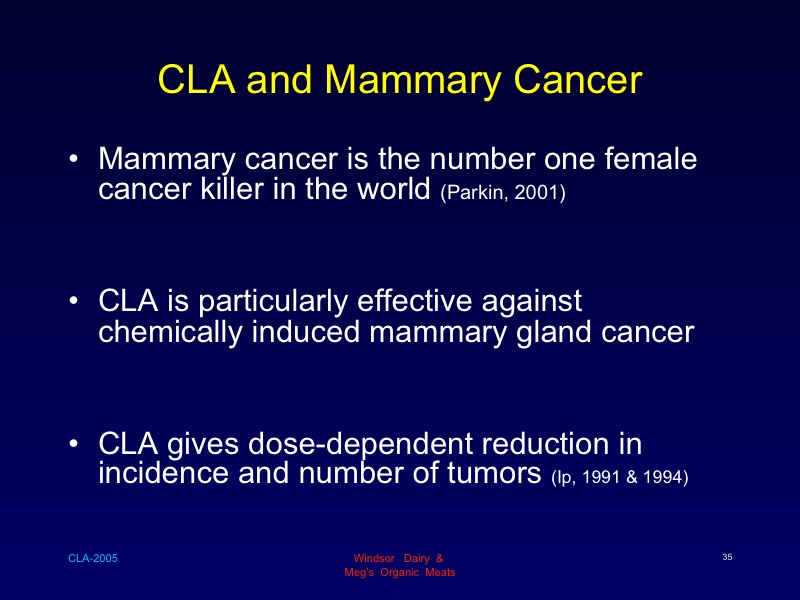 CLA and Mammary Cancer
• Mammary cancer is the number one female
cancer killer in the world (Parkin, 2001)
• CLA is particularly effective against
chemically induced mammary gland cancer
• CLA gives dose-dependent reduction in
incidence and number of tumors (Ip, 1991 & 1994)
CLA-2005
Windsor Dairy &
Meg's Organic Meats
35